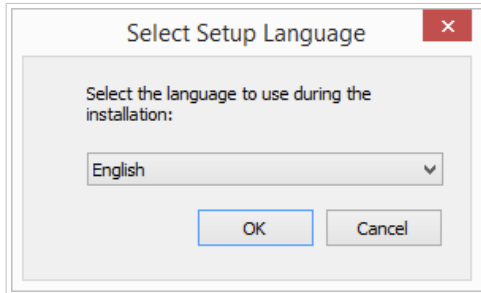 Select Setup Language
Select the language to use during the
installation:
English
OK
Cancel